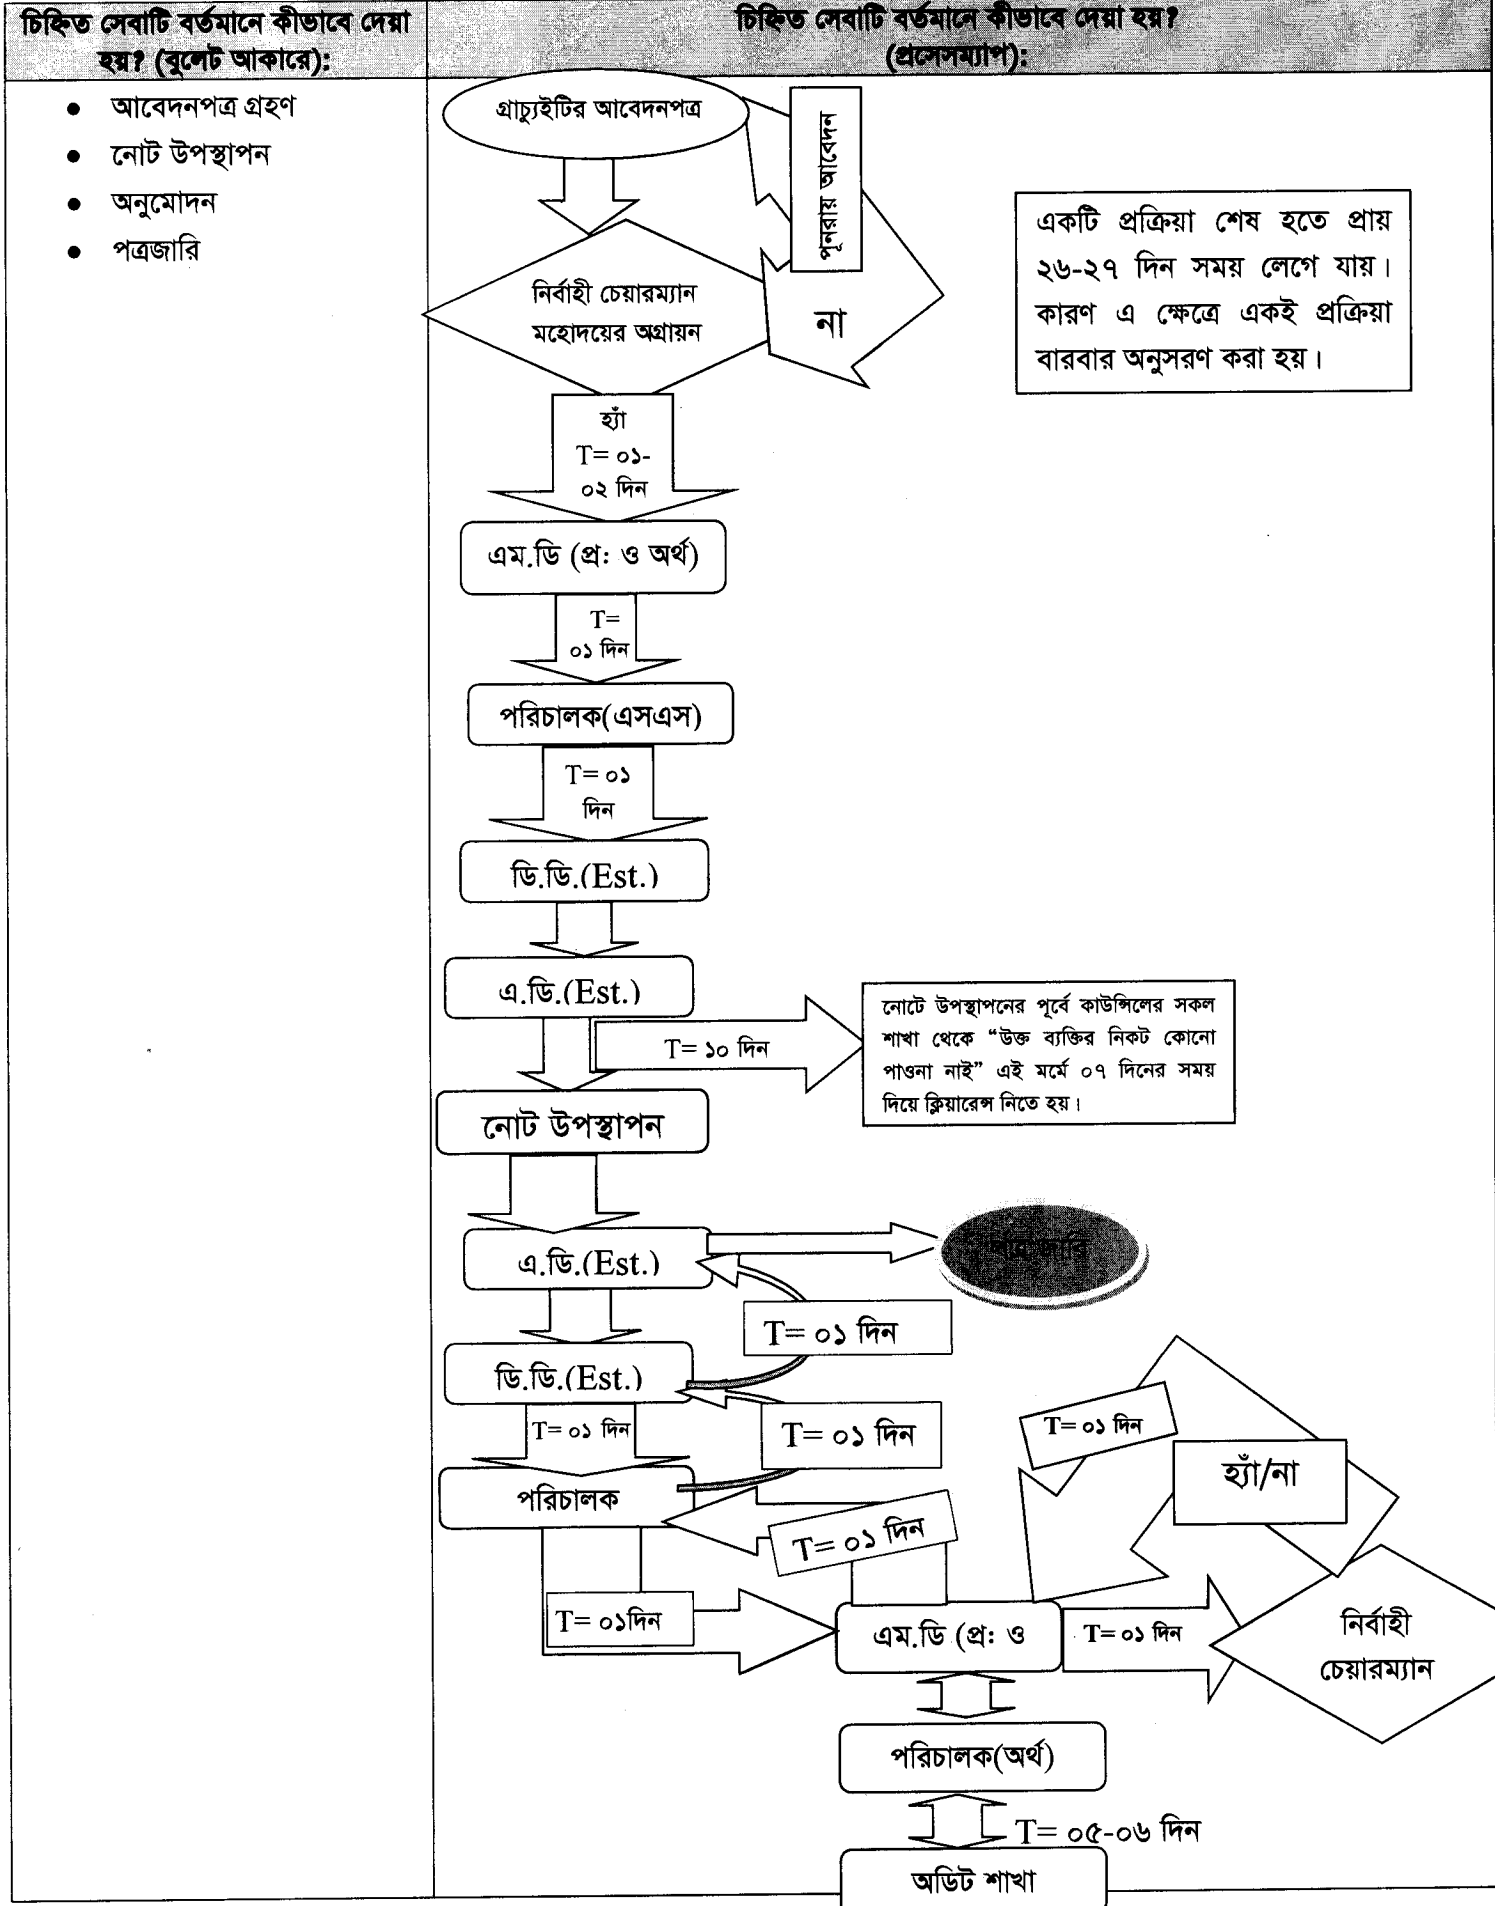 চিহ্নিত সেবাটি বর্তমানে কীভাবে দেয়া
হয়? (বুলেট আকারে):
চিহ্নিত সেবাটি বর্তমানে কীভাবে দেয়া হয়?
(প্রসেসম্যাপ):
আবেদনপত্র গ্রহণ
নোট উপস্থাপন
অনুমোদন
পত্রজারি
গ্রাচ্যুইটির আবেদনপত্র
পূনরায় আবেদন
নির্বাহী চেয়ারম্যান
মহোদয়ের অগ্রায়ন
না
একটি প্রক্রিয়া শেষ হতে প্রায়
২৬-২৭ দিন সময় লেগে যায়।
কারণ এ ক্ষেত্রে একই প্রক্রিয়া
বারবার অনুসরণ করা হয়।
হ্যাঁ
T= ০১-
০২ দিন
এম.ডি (প্র: ও অর্থ)
T=
০১ দিন
পরিচালক(এসএস)
T= ০১
দিন
ডি.ডি.(Est.)
এ.ডি.(Est.)
T= ১০ দিন
নোটে উপস্থাপনের পূর্বে কাউন্সিলের সকল
শাখা থেকে “উক্ত ব্যক্তির নিকট কোনো
পাওনা নাই” এই মর্মে ০৭ দিনের সময়
দিয়ে ক্লিয়ারেন্স নিতে হয়।
নোট উপস্থাপন
এ.ডি.(Est.)
T= ০১ দিন
ডি.ডি.(Est.)
T= ০১ দিন
T= ০১ দিন
T= ০১ দিন
হ্যাঁ/না
পরিচালক
T= ০১ দিন
T= ০১দিন
এম.ডি (প্র: ও
T= ০১ দিন
নির্বাহী
চেয়ারম্যান
পরিচালক(অর্থ)
T= ০৫-০৬ দিন
অডিট শাখা